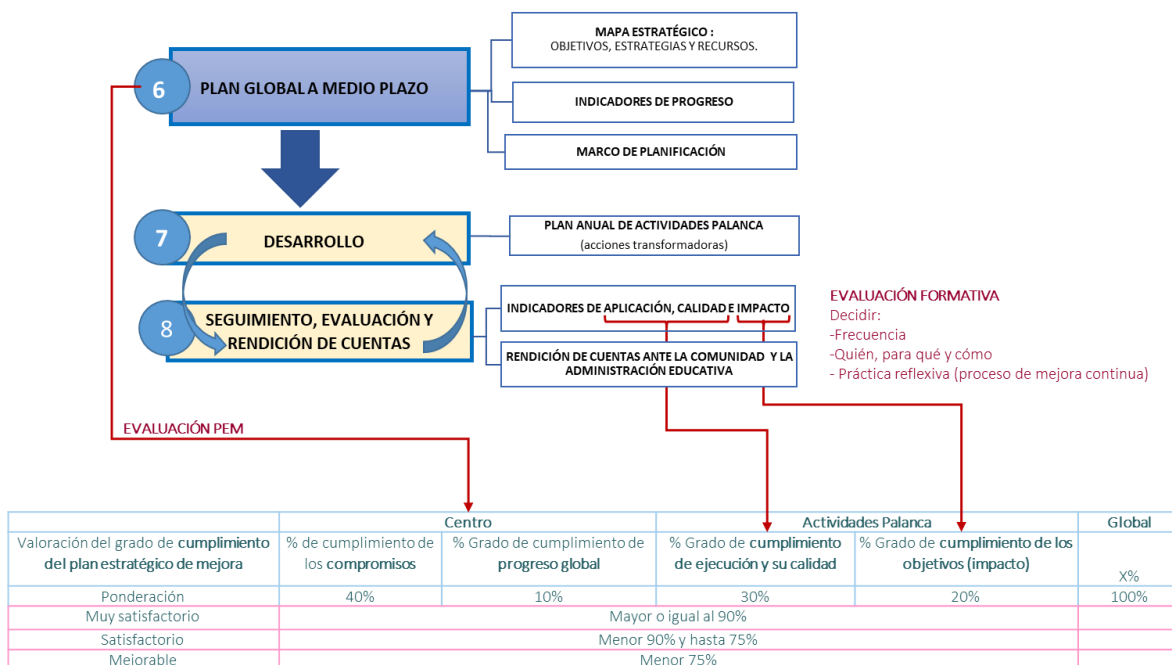 MAPA ESTRATÉGICO :
OBJETIVOS, ESTRATEGIAS Y RECURSOS.
6
PLAN GLOBAL A MEDIO PLAZO
INDICADORES DE PROGRESO
MARCO DE PLANIFICACIÓN
7
DESARROLLO
PLAN ANUAL DE ACTIVIDADES PALANCA
(acciones transformadoras)
8
SEGUIMIENTO, EVALUACIÓN Y
RENDICIÓN DE CUENTAS
INDICADORES DE APLICACIÓN, CALIDAD E IMPACTO
RENDICIÓN DE CUENTAS ANTE LA COMUNIDAD Y LA
ADMINISTRACIÓN EDUCATIVA
EVALUACIÓN FORMATIVA
Decidir:
-Frecuencia
-Quién, para qué y cómo
- Práctica reflexiva (proceso de mejora continua)
EVALUACIÓN PEM
Centro Actividades Palanca Global
Valoración del grado de cumplimiento
del plan estratégico de mejora
% de cumplimiento de
los compromisos
% Grado de cumplimiento de
progreso global
% Grado de cumplimiento
de ejecución y su calidad
% Grado de cumplimiento de los
objetivos (impacto)
X%
Ponderación 40% 10% 30% 20% 100%
Muy satisfactorio Mayor o igual al 90%
Satisfactorio Menor 90% y hasta 75%
Mejorable Menor 75%